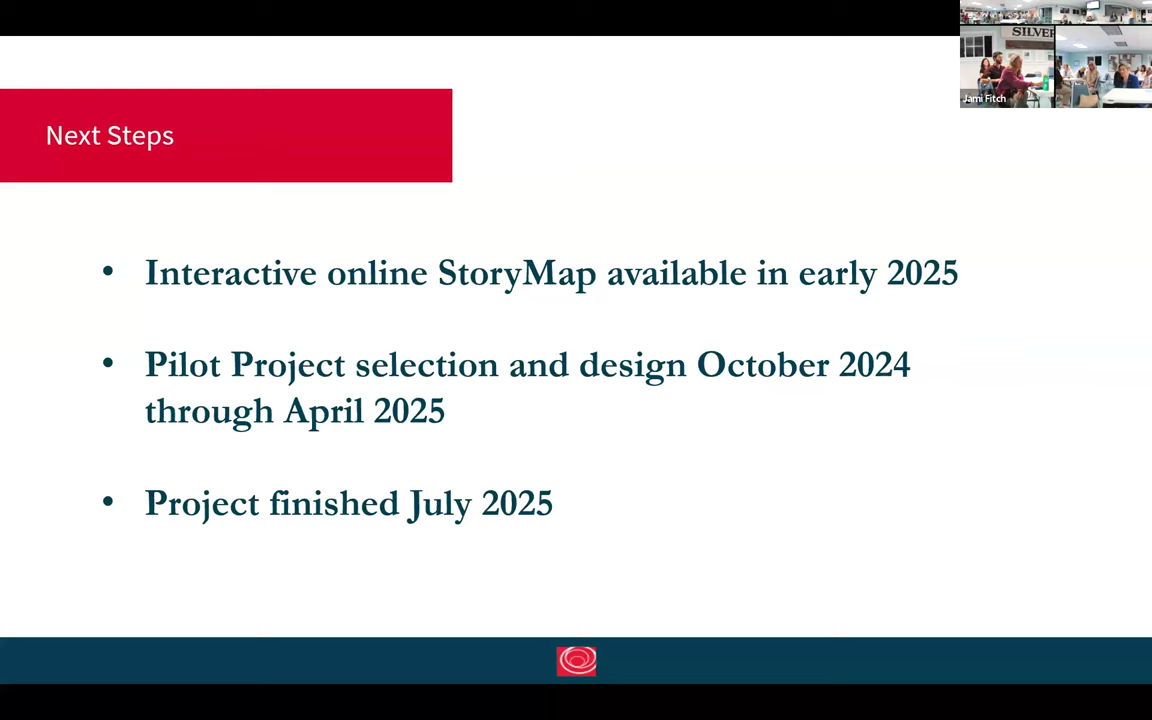 SILVER
Jami Fitch
Next Steps
• Interactive online StoryMap available in early 2025
• Pilot Project selection and design October 2024
through April 2025
• Project finished July 2025